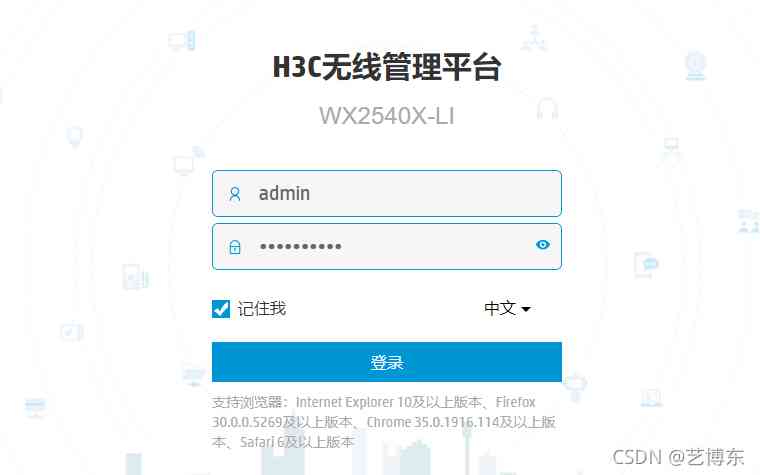 H3C无线管理平台
WX2540X-LI
admin
••••••••••
记住我
中文
登录
支持浏览器：Internet Explorer 10及以上版本、Firefox
30.0.0.5269及以上版本、Chrome 35.0.1916.114及以上版
本、Safari 6及以上版本
CSDN @艺博东